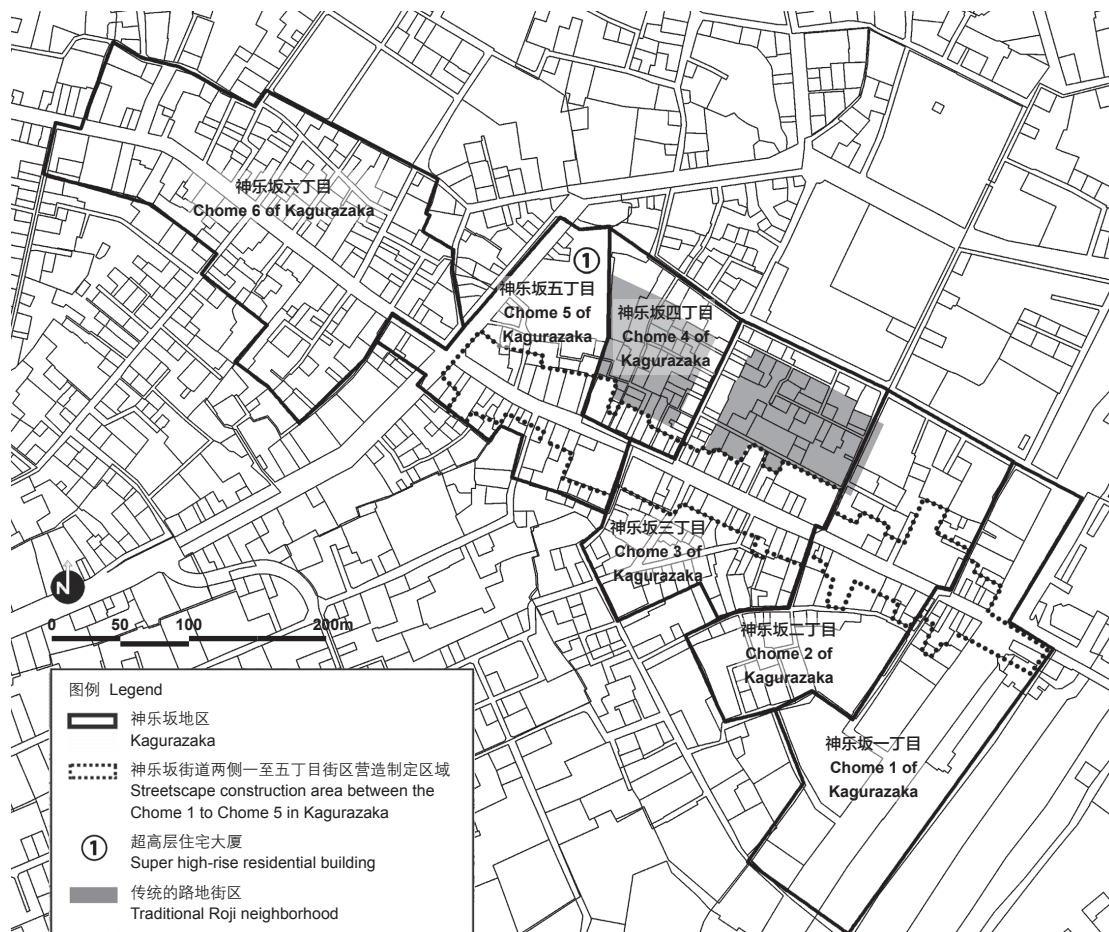 神乐坂六丁目
Chome 6 of Kagurazaka
①
神乐坂五丁目
Chome 5 of
Kagurazaka
神乐坂四丁目
Chome 4 of
Kagurazaka
神乐坂三丁目
Chome 3 of
Kagurazaka
神乐坂二丁目
Chome 2 of
Kagurazaka
神乐坂一丁目
Chome 1 of
Kagurazaka
N
0 50 100 200m
图例 Legend
神乐坂地区
Kagurazaka
神乐坂街道两侧一至五丁目街区营造制定区域
Streetscape construction area between the
Chome 1 to Chome 5 in Kagurazaka
① 超高层住宅大厦
Super high-rise residential building
传统的路地街区
Traditional Roji neighborhood